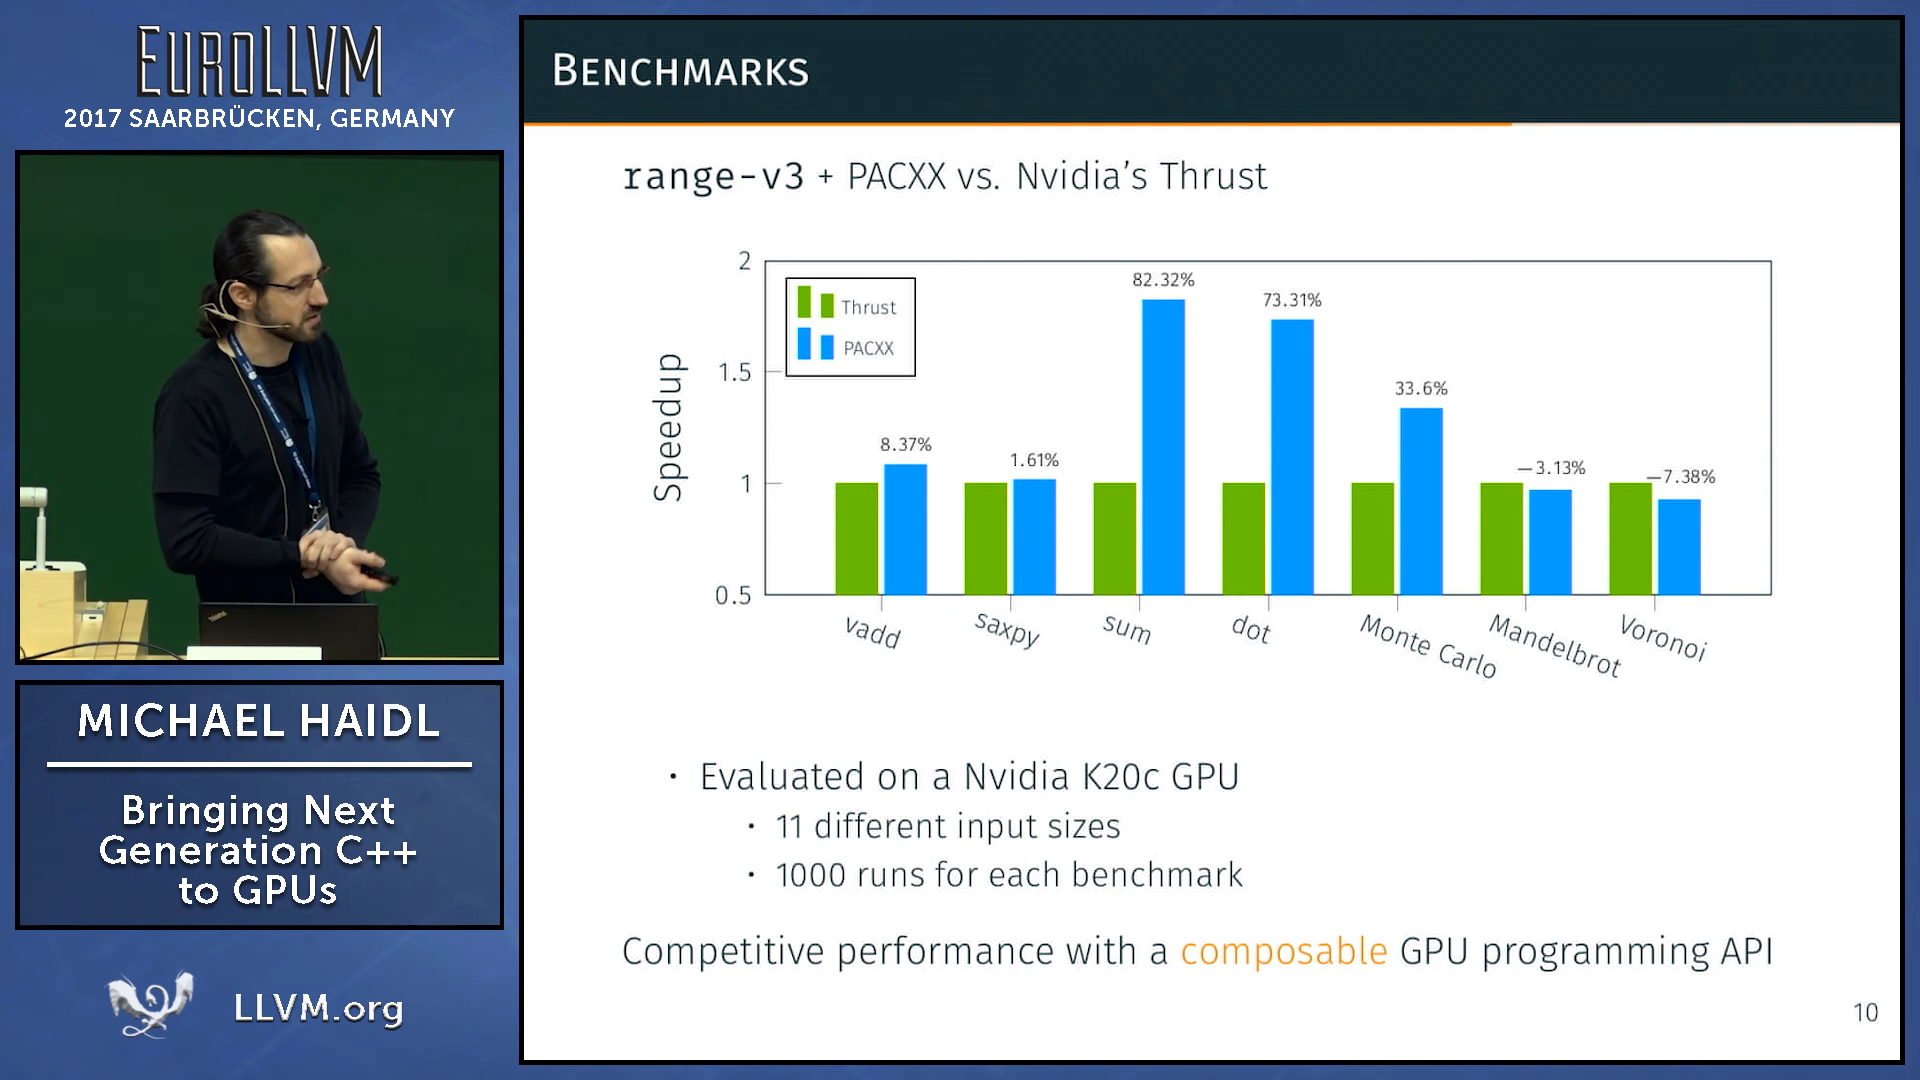 EUROLLVM
2017 SAARBRÜCKEN, GERMANY
MICHAEL HAIDL
Bringing Next
Generation C++
to GPUs
LLVM.org
BENCHMARKS
range-v3 + PACXX vs. Nvidia's Thrust
Speedup
2
1.5
1
0.5
Thrust
PACXX
8.37%
1.61%
82.32%
73.31%
33.6%
−3.13%
−7.38%
vadd
saxpy
sum
dot
Monte Carlo
Mandelbrot
Voronoi
· Evaluated on a Nvidia K20c GPU
· 11 different input sizes
· 1000 runs for each benchmark
Competitive performance with a composable GPU programming API
10